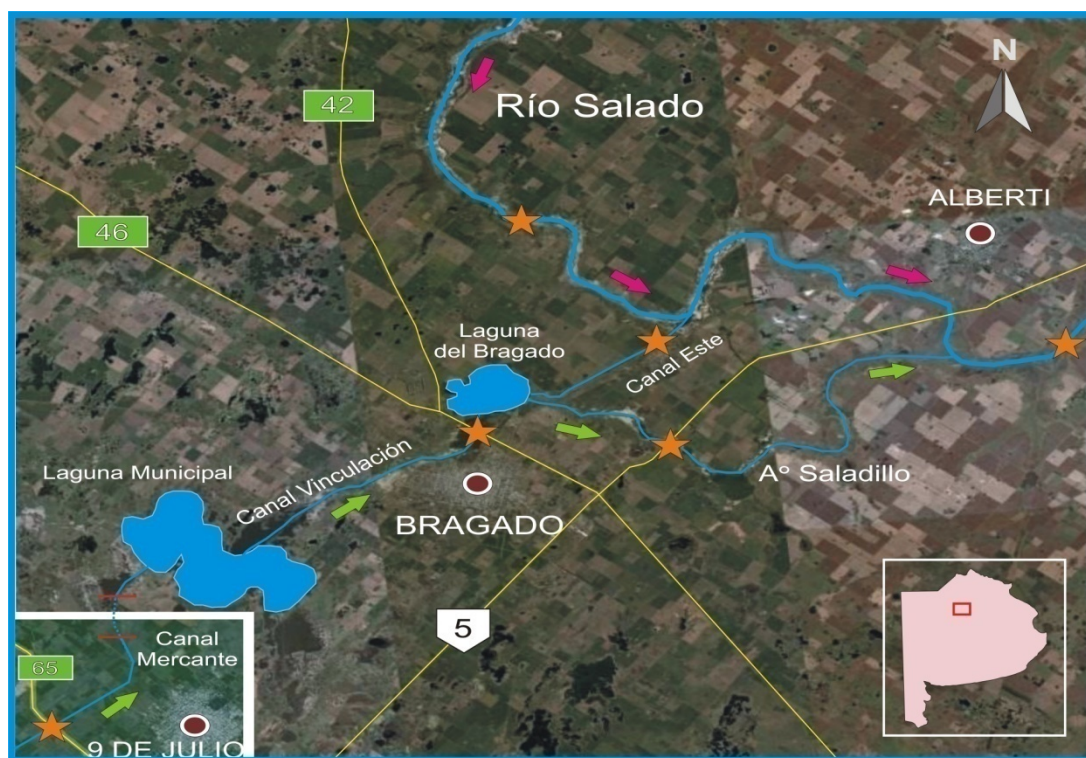 N
42
Río Salado
ALBERTI
46
Laguna
del Bragado
Canal Este
Laguna Municipal
Canal Vinculación
Aº Saladillo
BRAGADO
5
Canal
Mercante
65
9 DE JULIO